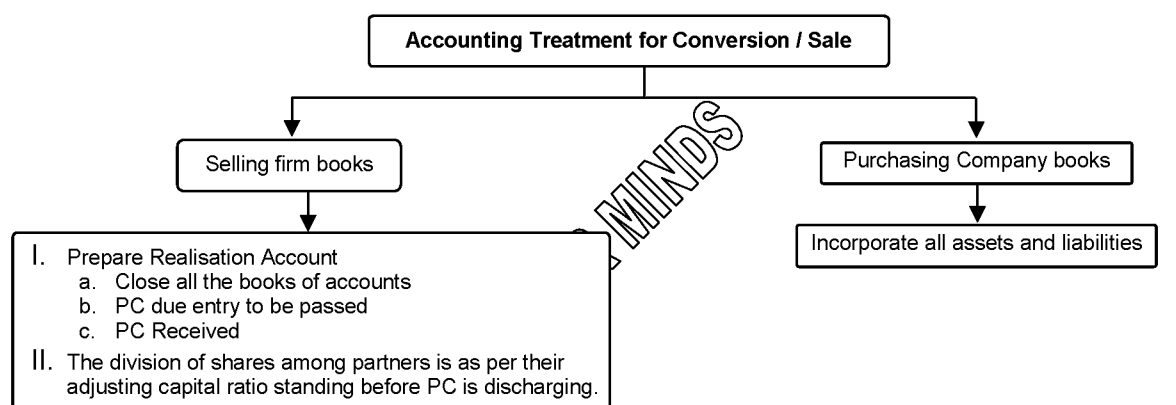 Accounting Treatment for Conversion / Sale
Selling firm books
Purchasing Company books
Incorporate all assets and liabilities
I. Prepare Realisation Account
a. Close all the books of accounts
b. PC due entry to be passed
c. PC Received
II. The division of shares among partners is as per their
adjusting capital ratio standing before PC is discharging.
MINDS